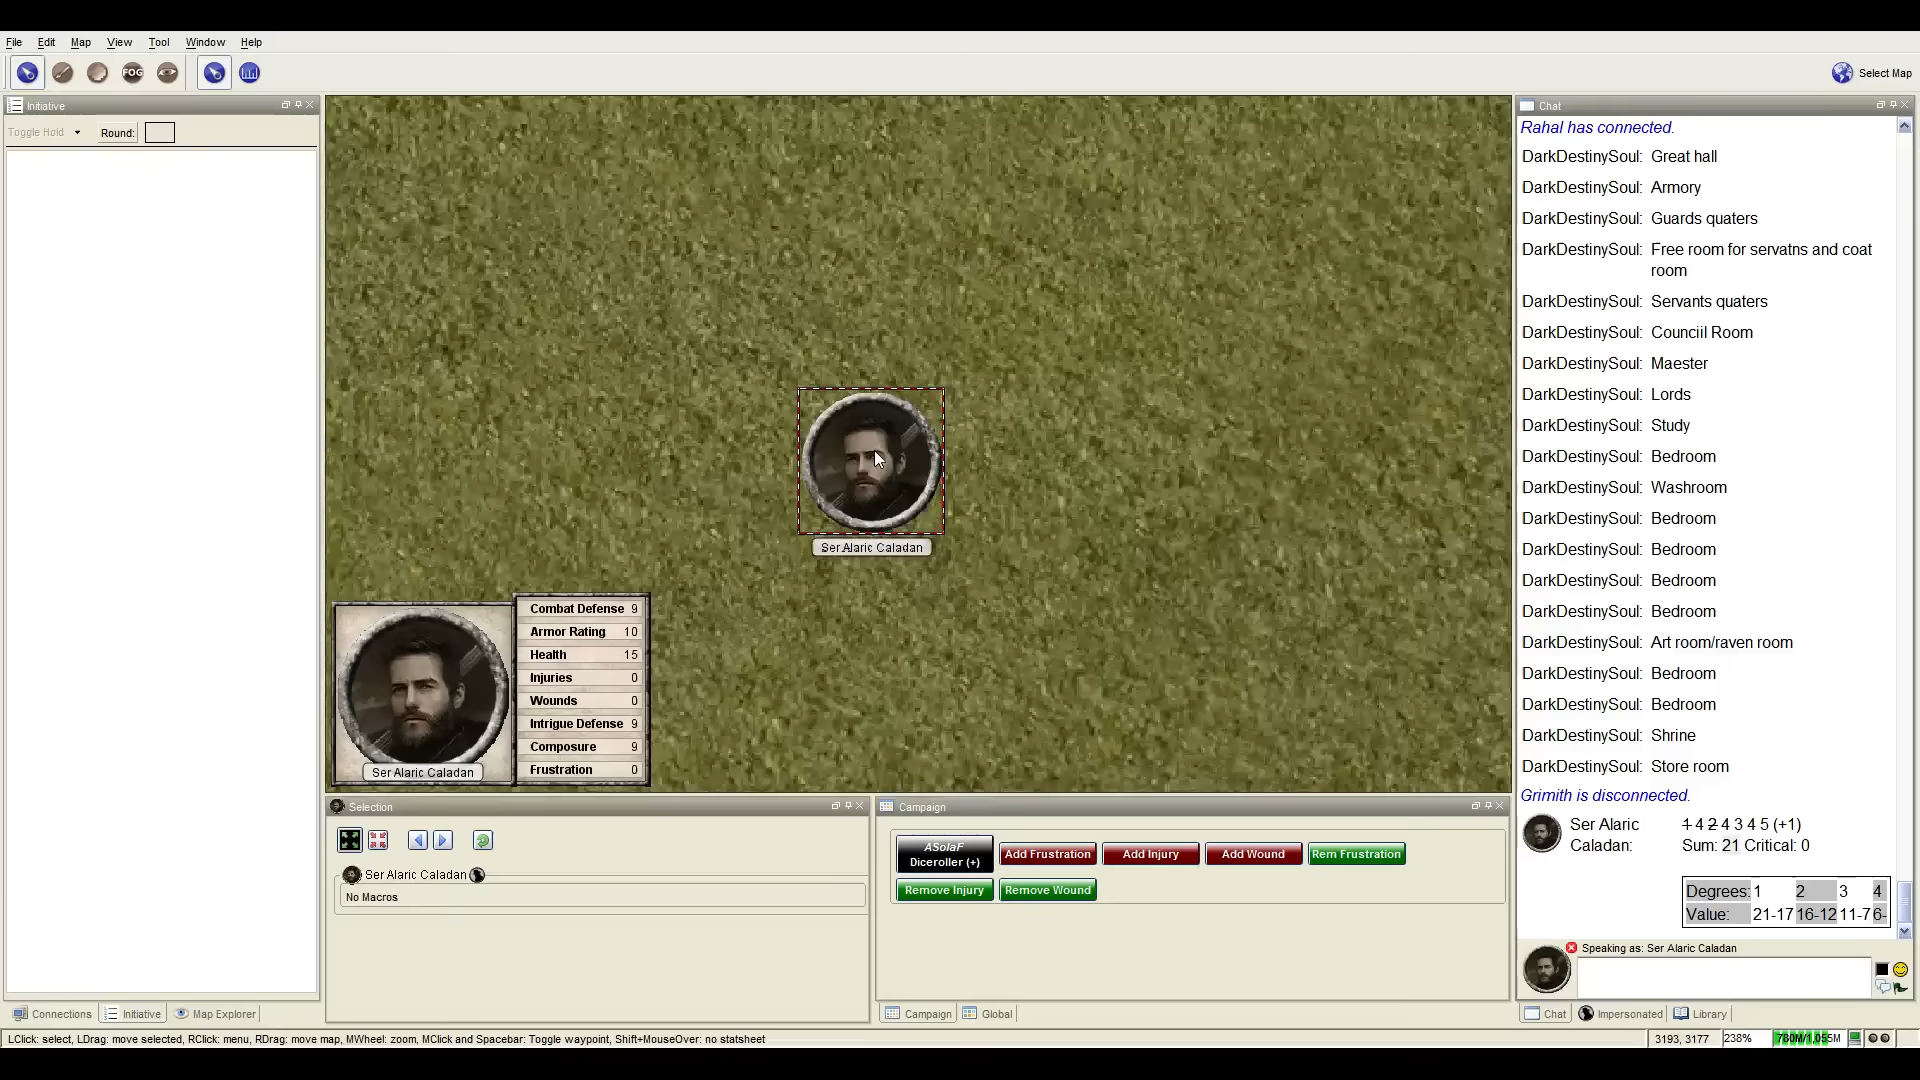 File Edit Map View Tool Window Help
FOG
Select Map
Initiative
Toggle Hold Round:
Chat
Rahal has connected.
DarkDestinySoul: Great hall
DarkDestinySoul: Armory
DarkDestinySoul: Guards quaters
DarkDestinySoul: Free room for servatns and coat
room
DarkDestinySoul: Servants quaters
DarkDestinySoul: Counciil Room
DarkDestinySoul: Maester
DarkDestinySoul: Lords
DarkDestinySoul: Study
DarkDestinySoul: Bedroom
DarkDestinySoul: Washroom
DarkDestinySoul: Bedroom
DarkDestinySoul: Bedroom
DarkDestinySoul: Bedroom
DarkDestinySoul: Bedroom
DarkDestinySoul: Art room/raven room
DarkDestinySoul: Bedroom
DarkDestinySoul: Bedroom
DarkDestinySoul: Shrine
DarkDestinySoul: Store room
Grimith is disconnected.
Ser Alaric 1 4 2 4 3 4 5 (+1)
Caladan: Sum: 21 Critical: 0
Degrees: 1 2 3 4
Value: 21-17 16-12 11-7 6-
Speaking as: Ser Alaric Caladan
Ser Alaric Caladan
Combat Defense 9
Armor Rating 10
Health 15
Injuries 0
Wounds 0
Intrigue Defense 9
Composure 9
Frustration 0
Ser Alaric Caladan
Selection
Ser Alaric Caladan
No Macros
Campaign
ASoIaF
Diceroller (+)
Add Frustration Add Injury Add Wound Rem Frustration
Remove Injury Remove Wound
Connections Initiative Map Explorer
Campaign Global
Chat Impersonated Library
LClick: select, LDrag: move selected, RClick: menu, RDrag: move map, MWheel: zoom, MClick and Spacebar: Toggle waypoint, Shift+MouseOver: no statsheet
3193, 3177 238% 780M/1,055M